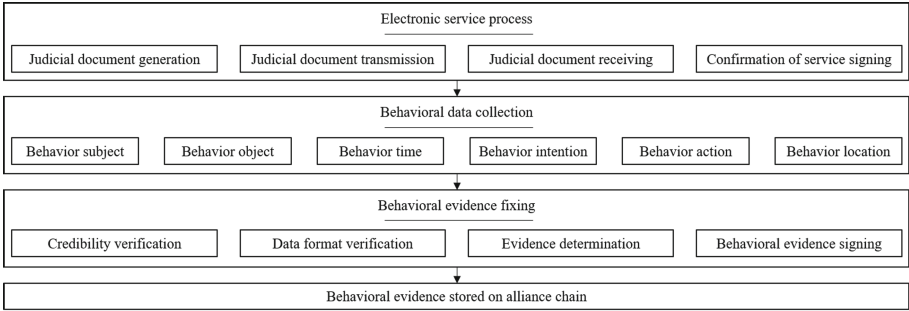 Electronic service process
Judicial document generation
Judicial document transmission
Judicial document receiving
Confirmation of service signing
Behavioral data collection
Behavior subject
Behavior object
Behavior time
Behavior intention
Behavior action
Behavior location
Behavioral evidence fixing
Credibility verification
Data format verification
Evidence determination
Behavioral evidence signing
Behavioral evidence stored on alliance chain